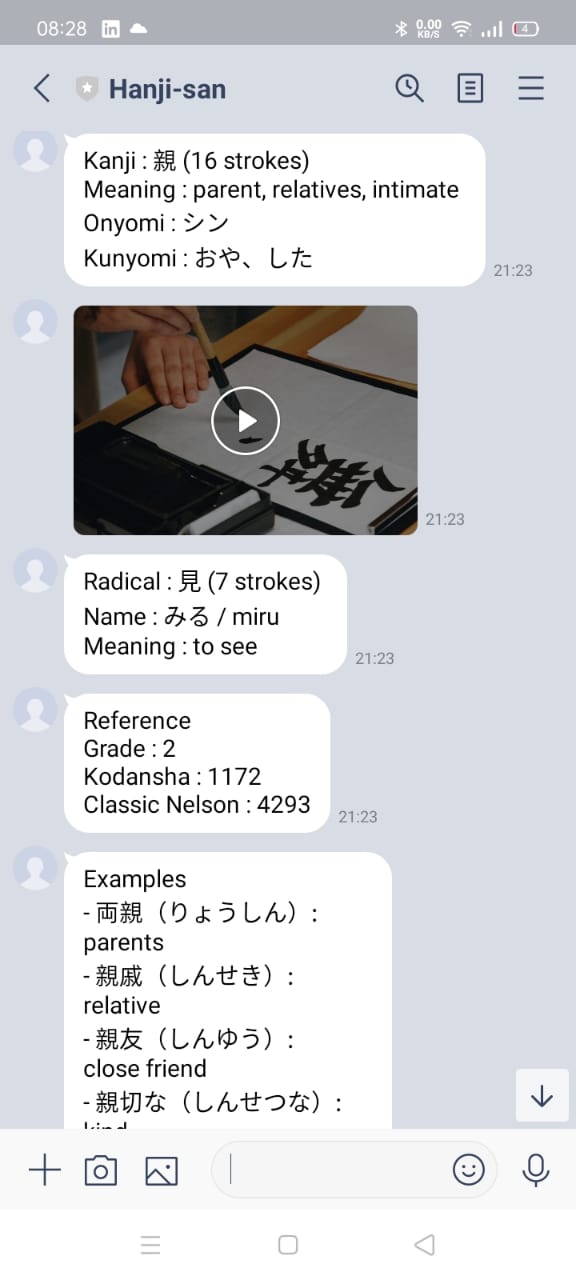 08:28
0.00
KB/S
4
Hanji-san
Kanji : 親 (16 strokes)
Meaning : parent, relatives, intimate
Onyomi : シン
Kunyomi : おや、した
21:23
21:23
Radical : 見 (7 strokes)
Name : みる / miru
Meaning : to see
21:23
Reference
Grade : 2
Kodansha : 1172
Classic Nelson : 4293
21:23
Examples
- 両親（りょうしん）:
parents
- 親戚（しんせき）:
relative
- 親友（しんゆう）:
close friend
- 親切な（しんせつな）:
kind